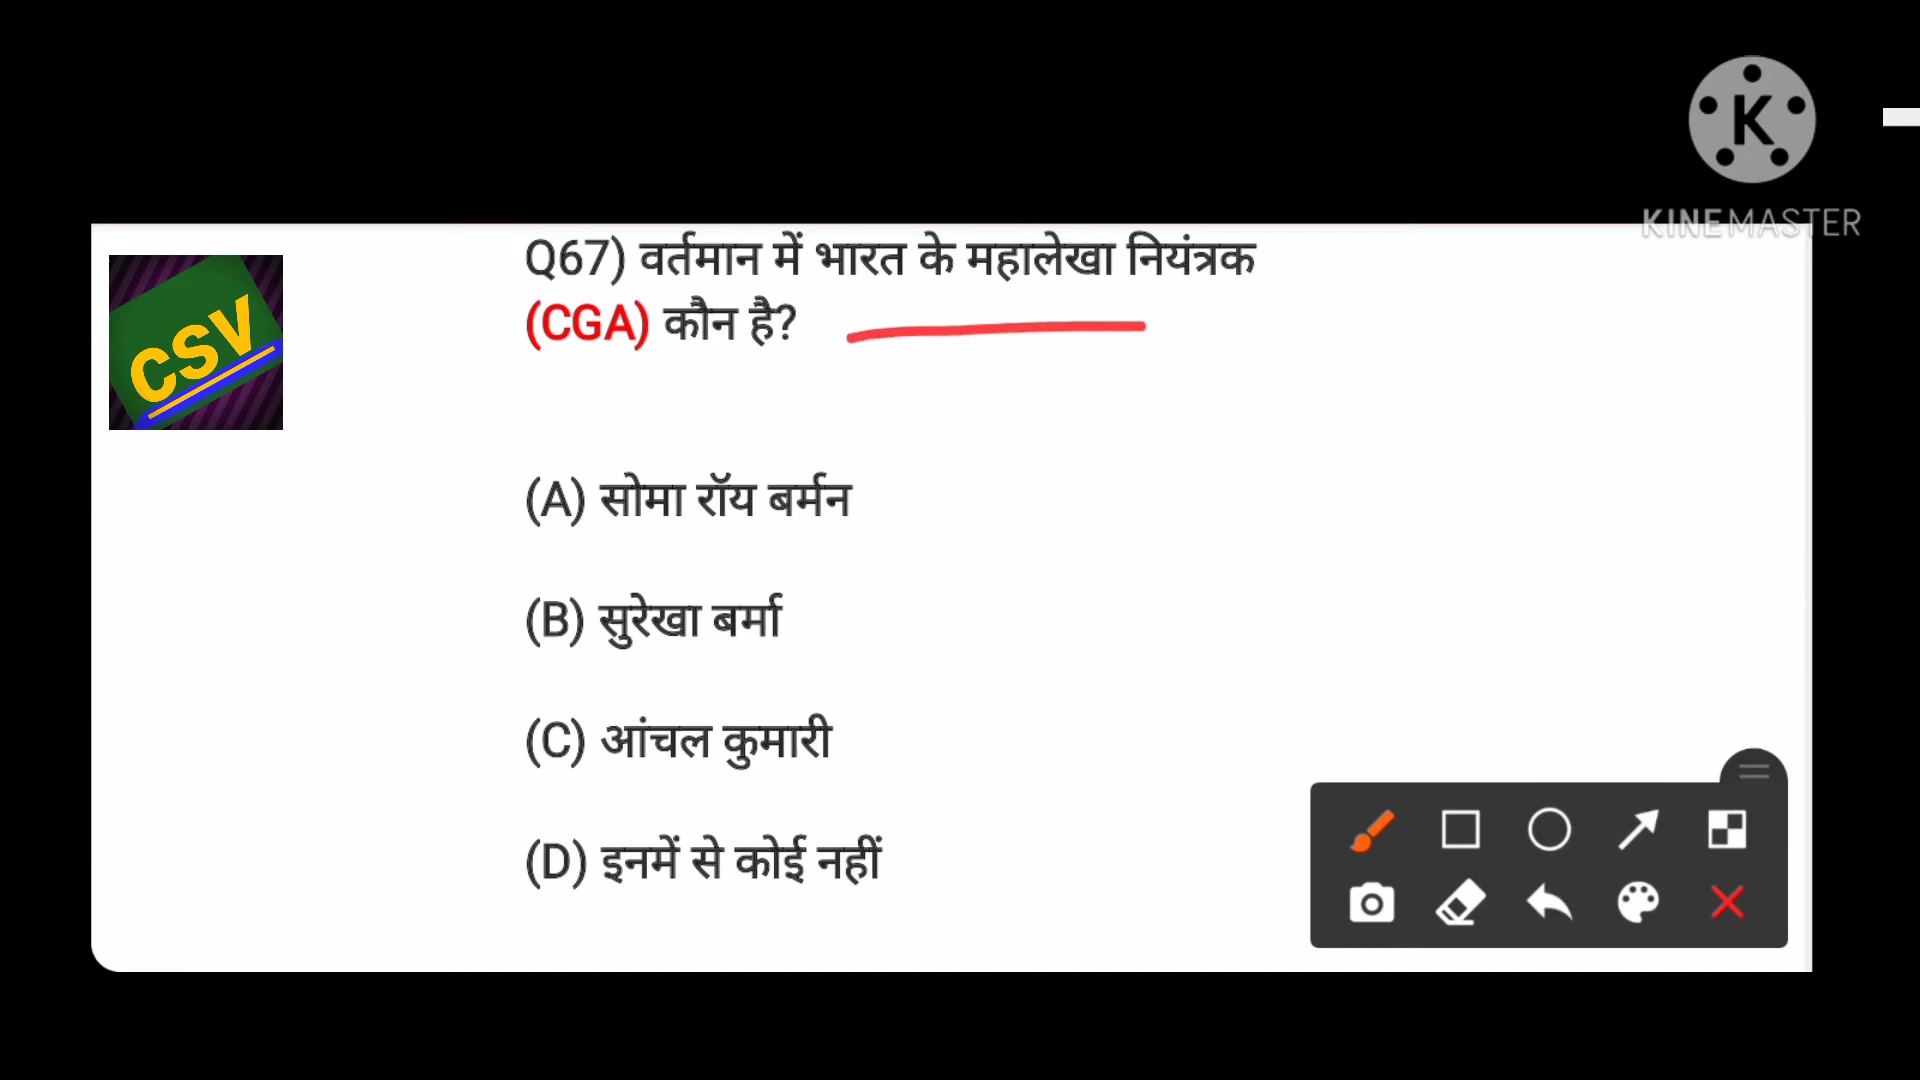 K
KINEMASTER
CSV
Q67) वर्तमान में भारत के महालेखा नियंत्रक
(CGA) कौन है?
(A) सोमा रॉय बर्मन
(B) सुरेखा बर्मा
(C) आंचल कुमारी
(D) इनमें से कोई नहीं